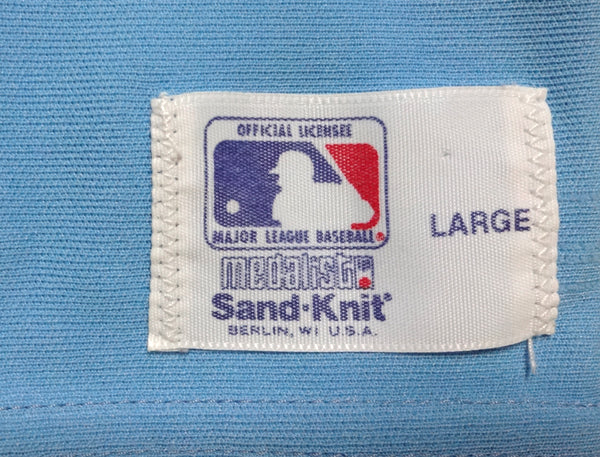 OFFICIAL LICENSEE
MAJOR LEAGUE BASEBALL®
medalist
Sand·Knit®
BERLIN, WI U.S.A.
LARGE